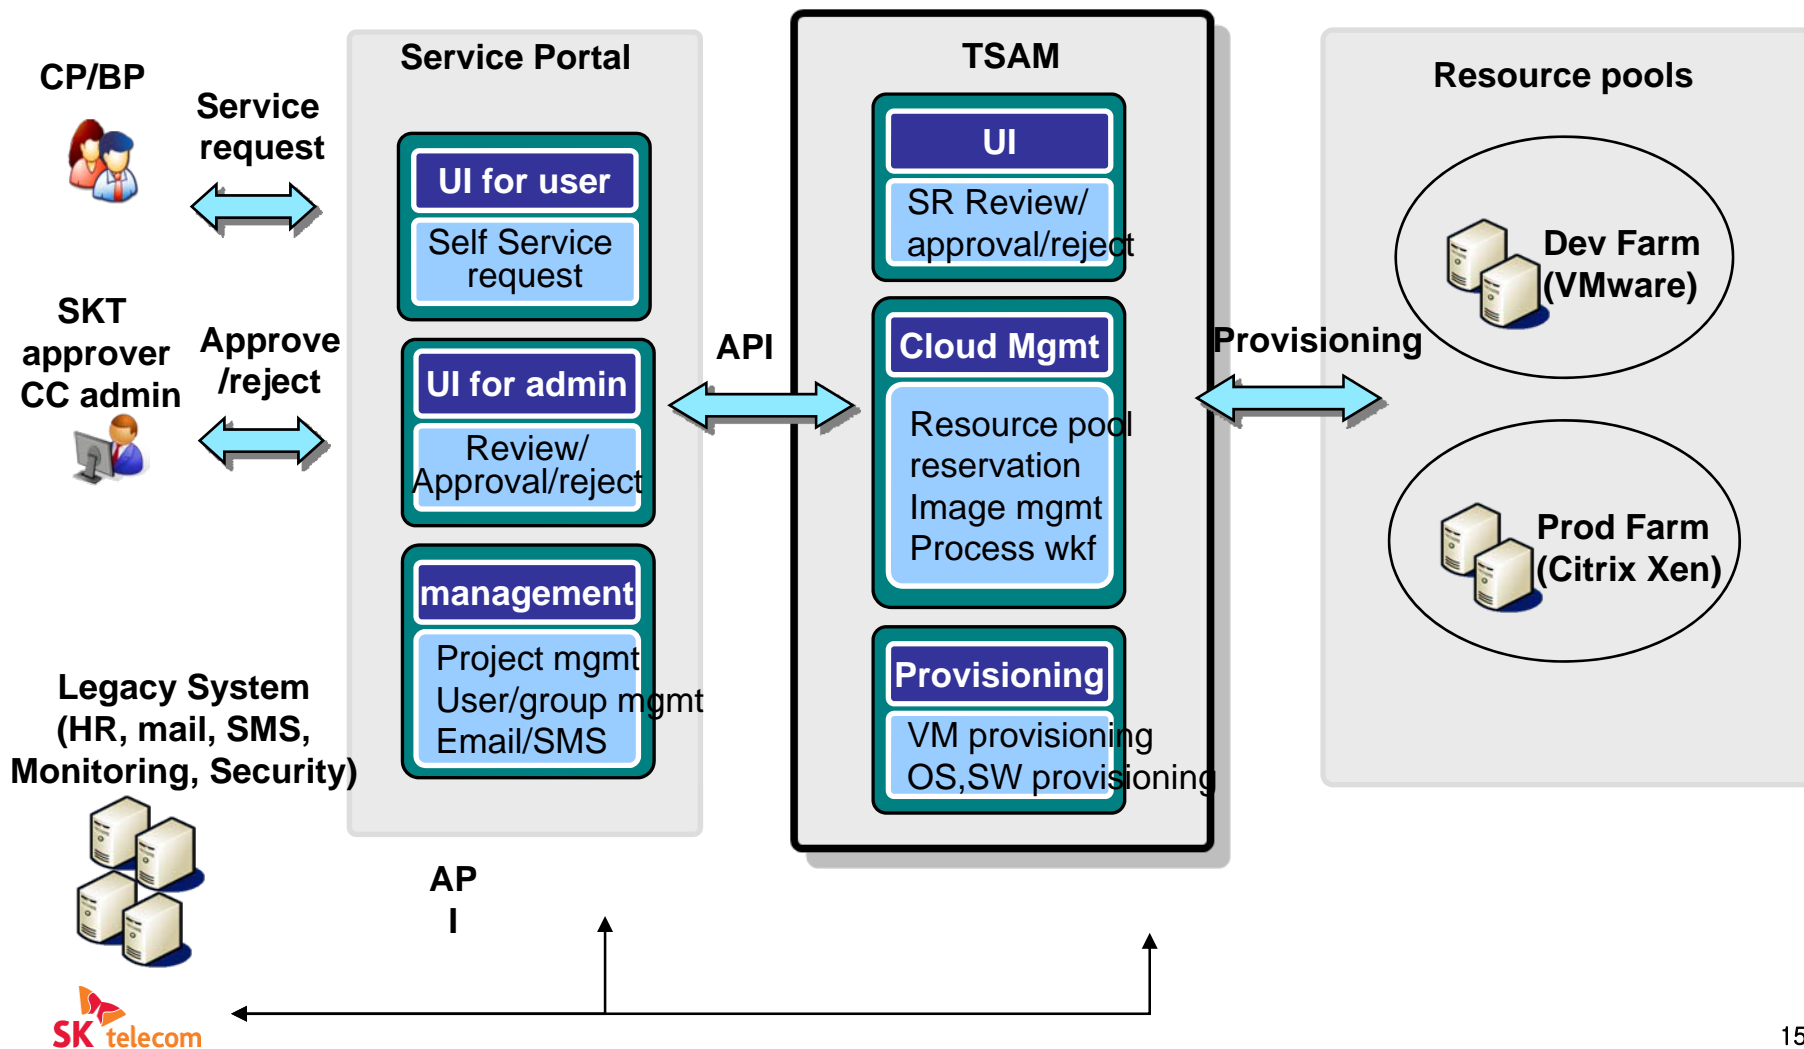 CP/BP
Service
request
SKT
approver
CC admin
Approve
/reject
Legacy System
(HR, mail, SMS,
Monitoring, Security)
SK telecom
Service Portal
UI for user
Self Service
request
UI for admin
Review/
Approval/reject
management
Project mgmt
User/group mgmt
Email/SMS
AP
I
API
TSAM
UI
SR Review/
approval/reject
Cloud Mgmt
Resource pool
reservation
Image mgmt
Process wkf
Provisioning
VM provisioning
OS,SW provisioning
Provisioning
Resource pools
Dev Farm
(VMware)
Prod Farm
(Citrix Xen)
15